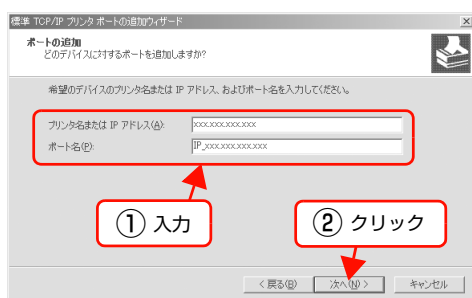 標準 TCP/IP プリンタ ポートの追加ウィザード
ポートの追加
どのデバイスに対するポートを追加しますか?
希望のデバイスのプリンタ名または IP アドレス、およびポート名を入力してください。
プリンタ名または IP アドレス(A):
xxx.xxx.xxx.xxx
ポート名(P):
IP_xxx.xxx.xxx.xxx
① 入力
② クリック
< 戻る(B)
次へ(N) >
キャンセル